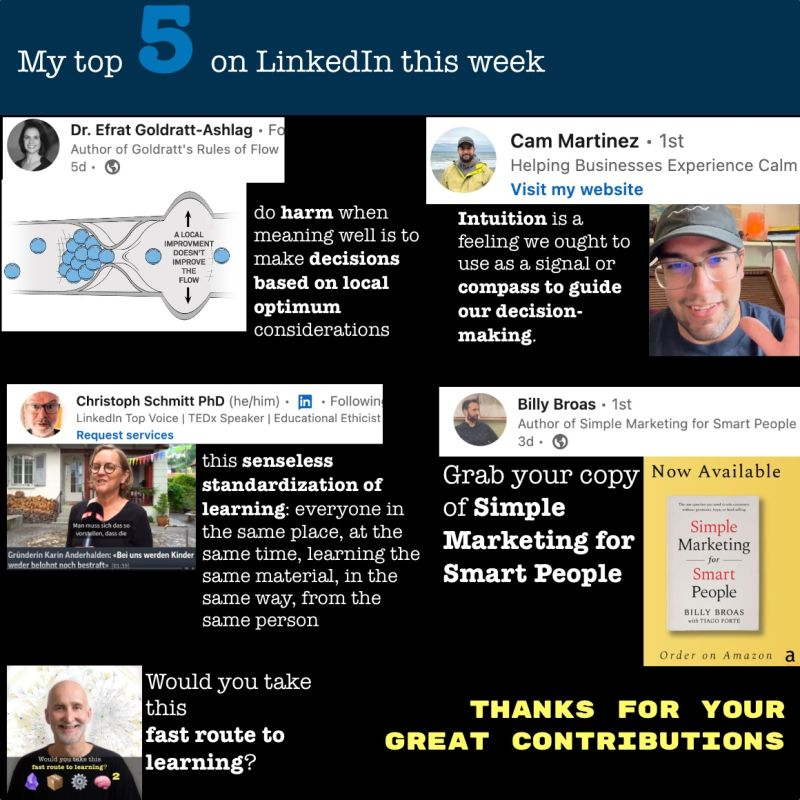 My top 5 on LinkedIn this week
Dr. Efrat Goldratt-Ashlag • Fo
Author of Goldratt's Rules of Flow
5d •
A LOCAL
IMPROVMENT
DOESN'T
IMPROVE
THE
FLOW
do harm when
meaning well is to
make decisions
based on local
optimum
considerations
Cam Martinez • 1st
Helping Businesses Experience Calm
Visit my website
Intuition is a
feeling we ought to
use as a signal or
compass to guide
our decision-
making.
Christoph Schmitt PhD (he/him) • in • Following
LinkedIn Top Voice | TEDx Speaker | Educational Ethicist
Request services
Man muss sich das so
vorstellen, dass die
Gründerin Karin Anderhalden: «Bei uns werden Kinder
weder belohnt noch bestraft» (01:39)
this senseless
standardization of
learning: everyone in
the same place, at the
same time, learning the
same material, in the
same way, from the
same person
Billy Broas • 1st
Author of Simple Marketing for Smart People
3d •
Grab your copy
of Simple
Marketing for
Smart People
Now Available
Simple
Marketing
for
Smart
People
BILLY BROAS
with TIAGO FORTE
Order on Amazon a
Would you take
this
fast route to
learning?
Would you take this
fast route to learning?
2
THANKS FOR YOUR
GREAT CONTRIBUTIONS